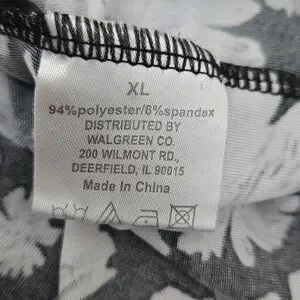 XL
94%polyester/6%spandex
DISTRIBUTED BY
WALGREEN CO.
200 WILMONT RD.,
DEERFIELD, IL 90015
Made In China